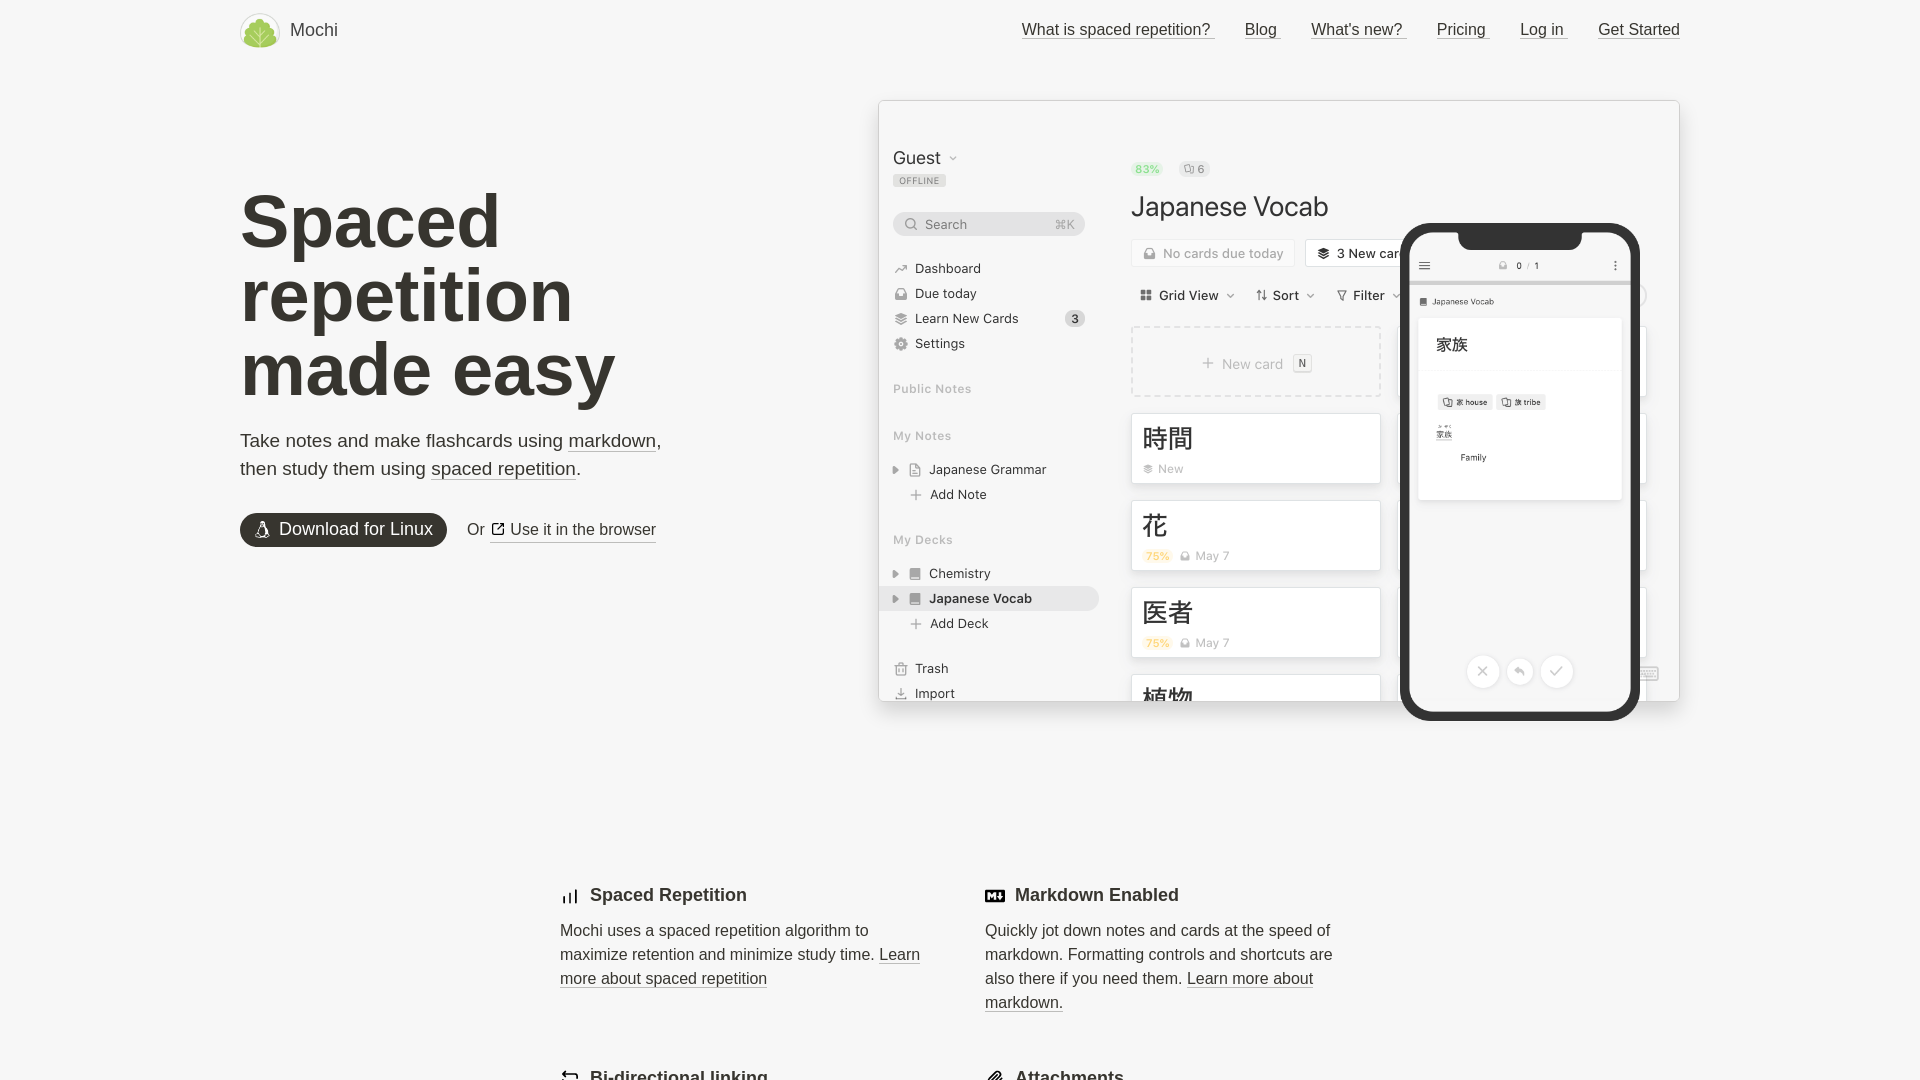 Mochi
What is spaced repetition?
Blog
What's new?
Pricing
Log in
Get Started
Spaced
repetition
made easy
Take notes and make flashcards using markdown,
then study them using spaced repetition.
Download for Linux
Or Use it in the browser
Guest
OFFLINE
Search ⌘K
Dashboard
Due today
Learn New Cards 3
Settings
Public Notes
My Notes
Japanese Grammar
Add Note
My Decks
Chemistry
Japanese Vocab
Add Deck
Trash
Import
83% 6
Japanese Vocab
No cards due today
3 New car
Grid View
Sort
Filter
New card N
時間
New
花
75% May 7
医者
75% May 7
植物
0 / 1
Japanese Vocab
家族
家 house
族 tribe
家族
Family
Spaced Repetition
Mochi uses a spaced repetition algorithm to
maximize retention and minimize study time. Learn
more about spaced repetition
Markdown Enabled
Quickly jot down notes and cards at the speed of
markdown. Formatting controls and shortcuts are
also there if you need them. Learn more about
markdown.
Bi-directional linking
Attachments